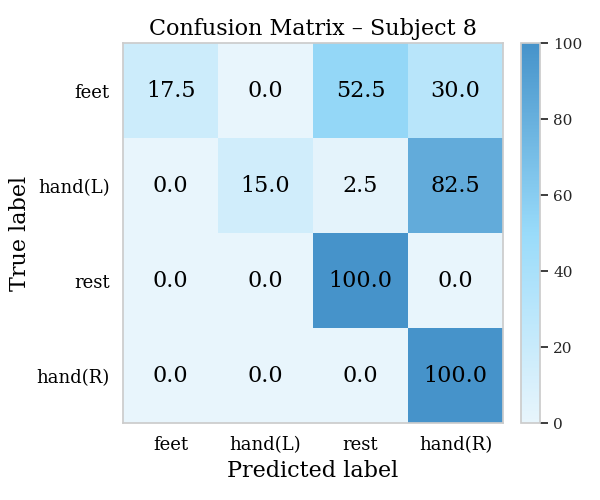 Confusion Matrix – Subject 8
True label
feet 17.5 0.0 52.5 30.0
hand(L) 0.0 15.0 2.5 82.5
rest 0.0 0.0 100.0 0.0
hand(R) 0.0 0.0 0.0 100.0
feet hand(L) rest hand(R)
Predicted label
100
80
60
40
20
0